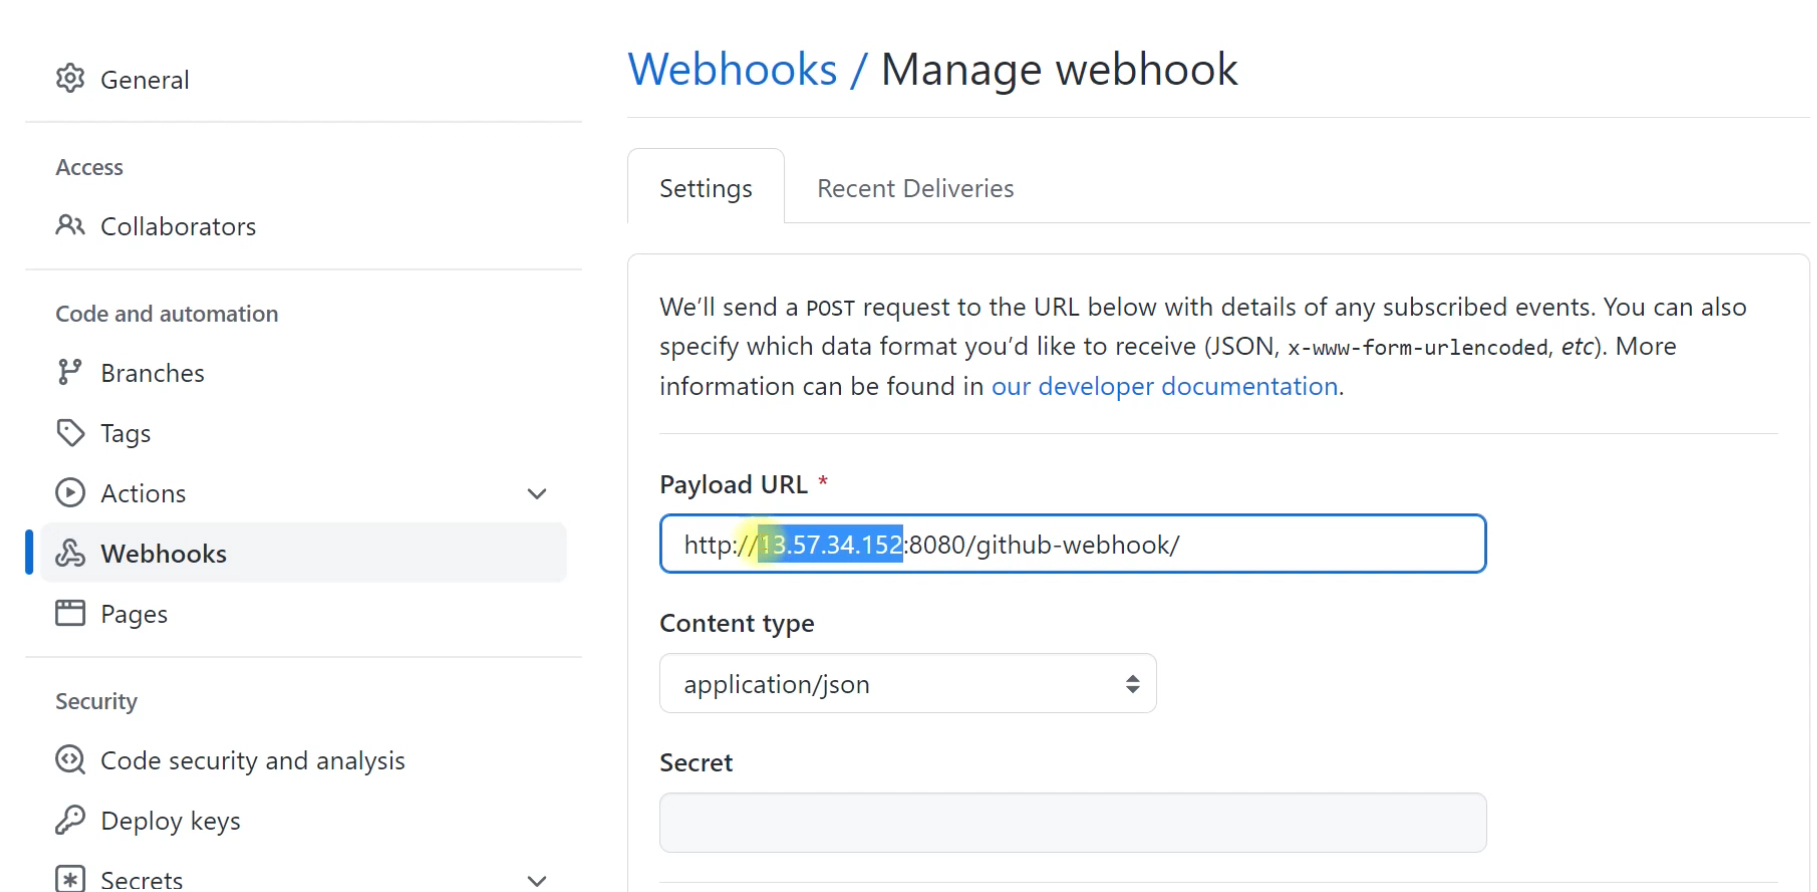 General
Access
Collaborators
Code and automation
Branches
Tags
Actions
Webhooks
Pages
Security
Code security and analysis
Deploy keys
Secrets
Webhooks / Manage webhook
Settings
Recent Deliveries
We’ll send a POST request to the URL below with details of any subscribed events. You can also
specify which data format you’d like to receive (JSON, x-www-form-urlencoded, etc). More
information can be found in our developer documentation.
Payload URL *
http://13.57.34.152:8080/github-webhook/
Content type
application/json
Secret